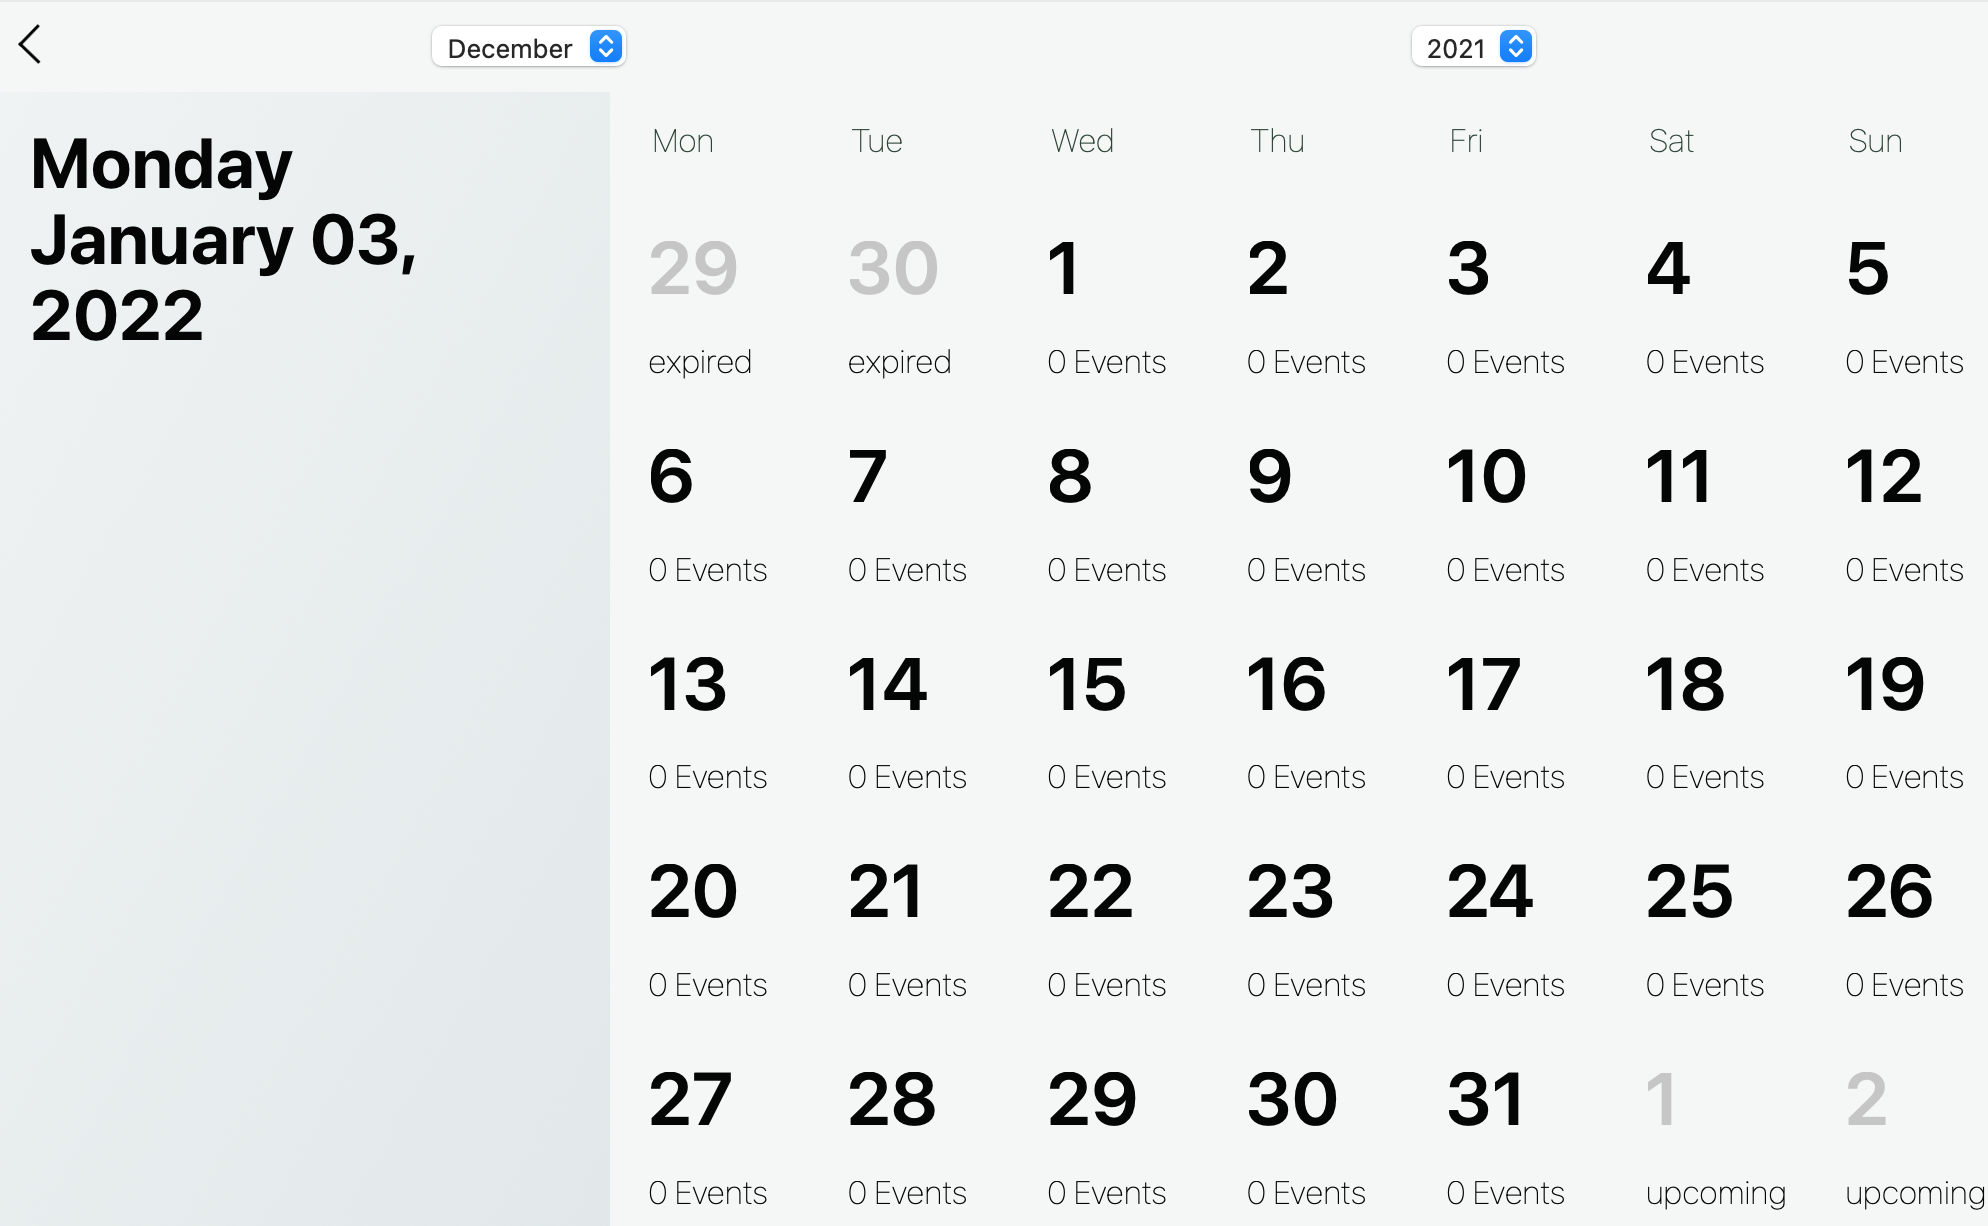 December 2021
Monday
January 03,
2022
Mon Tue Wed Thu Fri Sat Sun
29 30 1 2 3 4 5
expired expired 0 Events 0 Events 0 Events 0 Events 0 Events
6 7 8 9 10 11 12
0 Events 0 Events 0 Events 0 Events 0 Events 0 Events 0 Events
13 14 15 16 17 18 19
0 Events 0 Events 0 Events 0 Events 0 Events 0 Events 0 Events
20 21 22 23 24 25 26
0 Events 0 Events 0 Events 0 Events 0 Events 0 Events 0 Events
27 28 29 30 31 1 2
0 Events 0 Events 0 Events 0 Events 0 Events upcoming upcoming